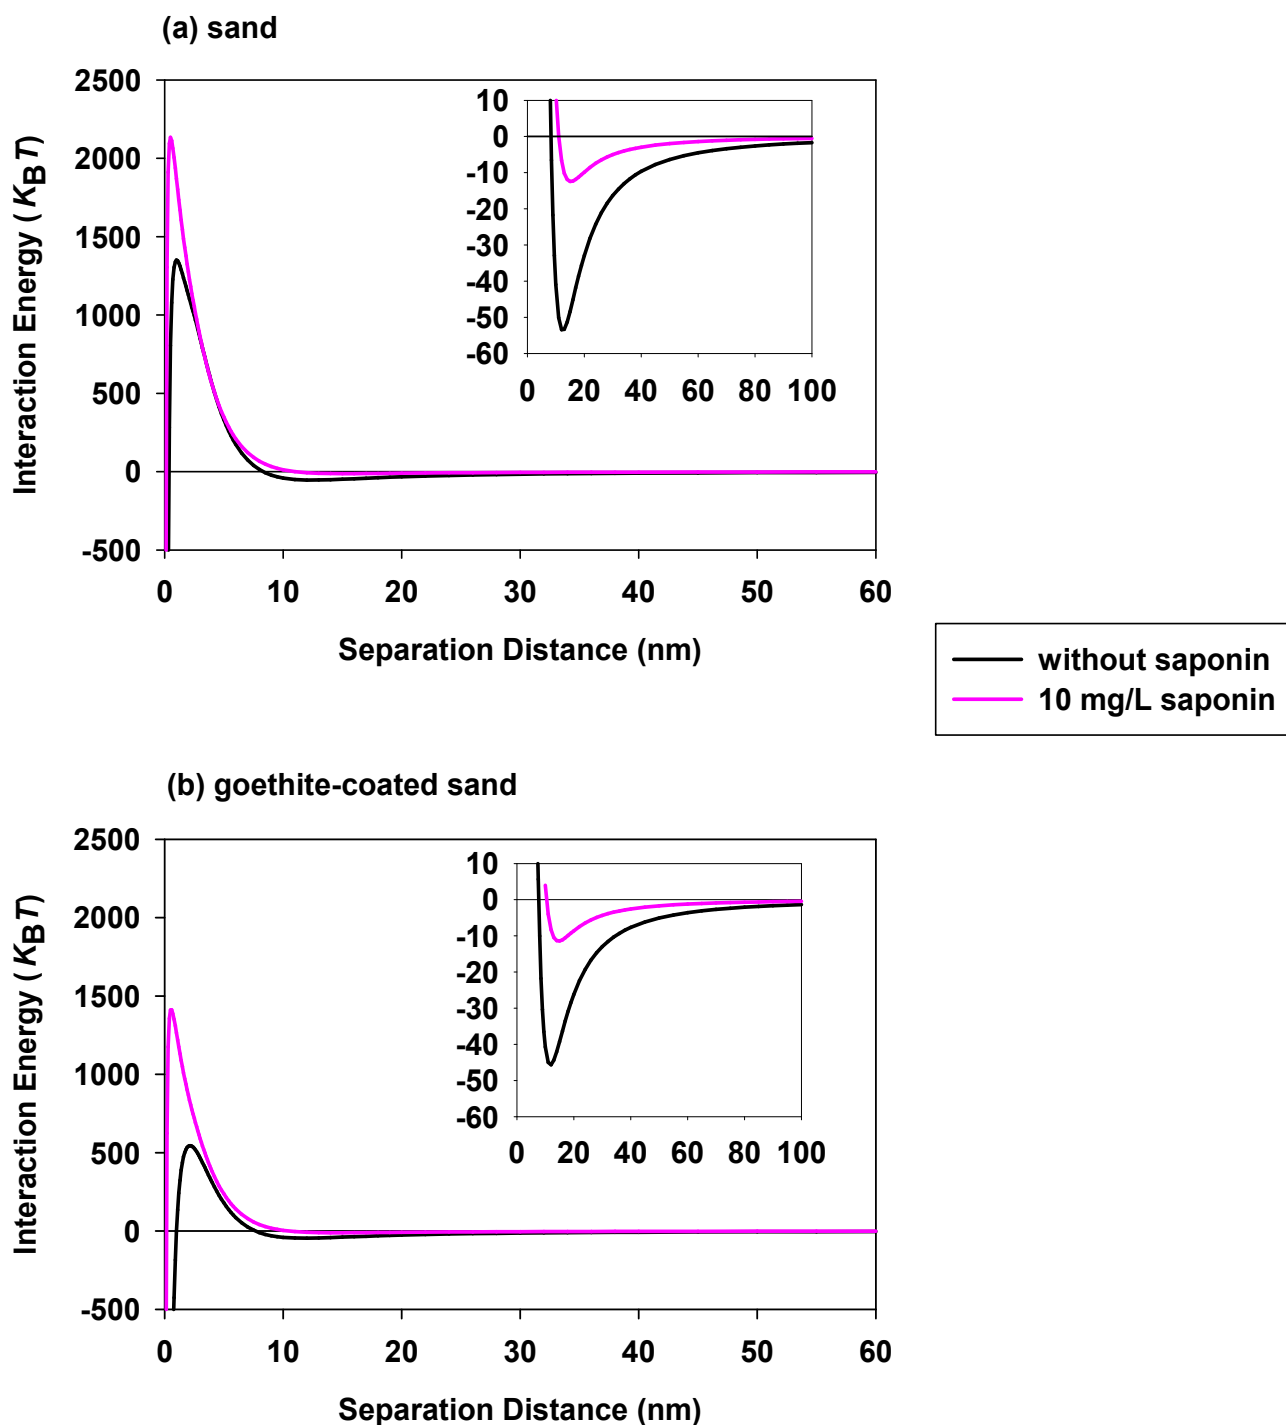 (a) sand
2500
2000
1500
1000
500
0
-500
Interaction Energy (KBT)
10
0
-10
-20
-30
-40
-50
-60
0 20 40 60 80 100
0 10 20 30 40 50 60
Separation Distance (nm)
without saponin
10 mg/L saponin
(b) goethite-coated sand
2500
2000
1500
1000
500
0
-500
Interaction Energy (KBT)
10
0
-10
-20
-30
-40
-50
-60
0 20 40 60 80 100
0 10 20 30 40 50 60
Separation Distance (nm)